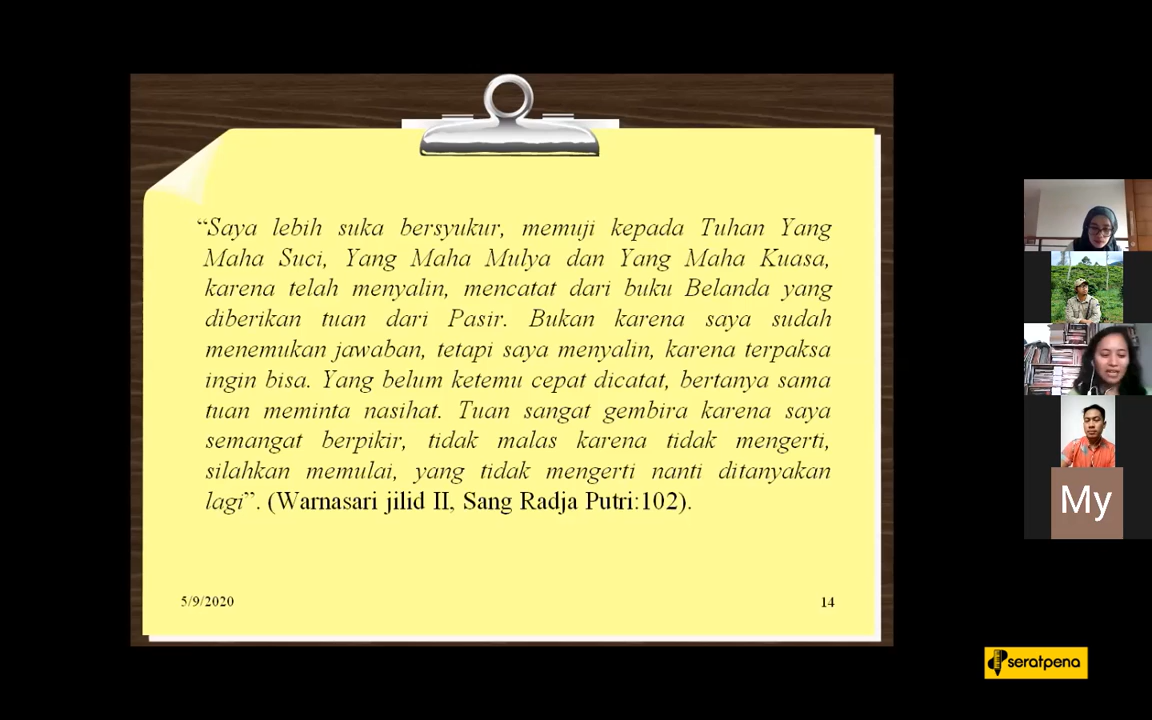 “Saya lebih suka bersyukur, memuji kepada Tuhan Yang
Maha Suci, Yang Maha Mulya dan Yang Maha Kuasa,
karena telah menyalin, mencatat dari buku Belanda yang
diberikan tuan dari Pasir. Bukan karena saya sudah
menemukan jawaban, tetapi saya menyalin, karena terpaksa
ingin bisa. Yang belum ketemu cepat dicatat, bertanya sama
tuan meminta nasihat. Tuan sangat gembira karena saya
semangat berpikir, tidak malas karena tidak mengerti,
silahkan memulai, yang tidak mengerti nanti ditanyakan
lagi”. (Warnasari jilid II, Sang Radja Putri:102).
5/9/2020
14
My
seratpena